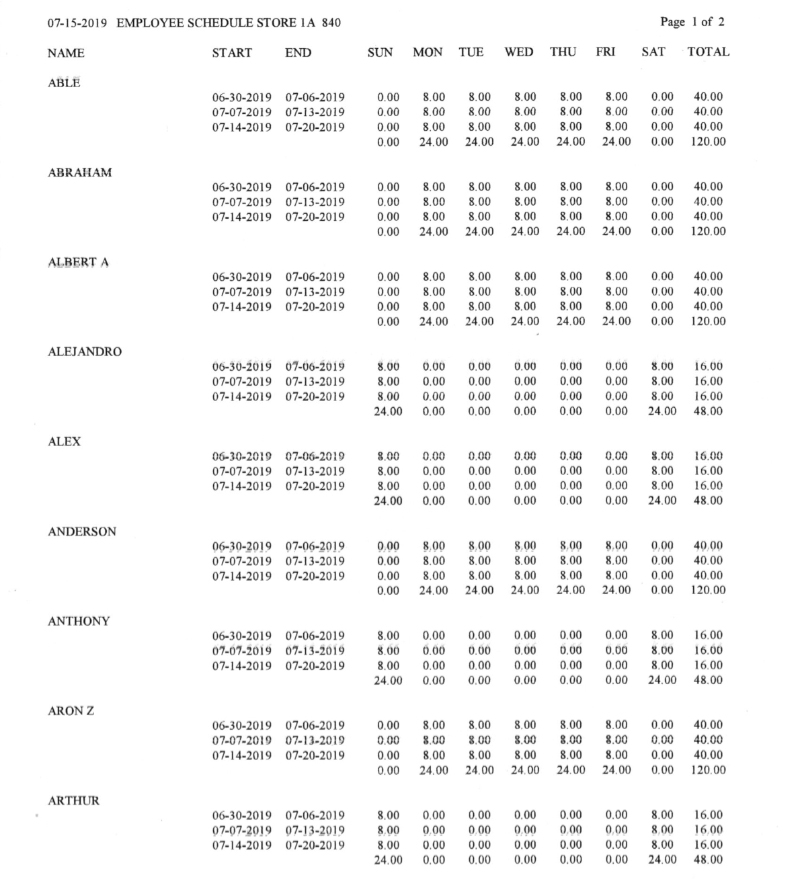 07-15-2019 EMPLOYEE SCHEDULE STORE 1A 840 Page 1 of 2
NAME START END SUN MON TUE WED THU FRI SAT TOTAL
ABLE
06-30-2019 07-06-2019 0.00 8.00 8.00 8.00 8.00 8.00 0.00 40.00
07-07-2019 07-13-2019 0.00 8.00 8.00 8.00 8.00 8.00 0.00 40.00
07-14-2019 07-20-2019 0.00 8.00 8.00 8.00 8.00 8.00 0.00 40.00
0.00 24.00 24.00 24.00 24.00 24.00 0.00 120.00
ABRAHAM
06-30-2019 07-06-2019 0.00 8.00 8.00 8.00 8.00 8.00 0.00 40.00
07-07-2019 07-13-2019 0.00 8.00 8.00 8.00 8.00 8.00 0.00 40.00
07-14-2019 07-20-2019 0.00 8.00 8.00 8.00 8.00 8.00 0.00 40.00
0.00 24.00 24.00 24.00 24.00 24.00 0.00 120.00
ALBERT A
06-30-2019 07-06-2019 0.00 8.00 8.00 8.00 8.00 8.00 0.00 40.00
07-07-2019 07-13-2019 0.00 8.00 8.00 8.00 8.00 8.00 0.00 40.00
07-14-2019 07-20-2019 0.00 8.00 8.00 8.00 8.00 8.00 0.00 40.00
0.00 24.00 24.00 24.00 24.00 24.00 0.00 120.00
ALEJANDRO
06-30-2019 07-06-2019 8.00 0.00 0.00 0.00 0.00 0.00 8.00 16.00
07-07-2019 07-13-2019 8.00 0.00 0.00 0.00 0.00 0.00 8.00 16.00
07-14-2019 07-20-2019 8.00 0.00 0.00 0.00 0.00 0.00 8.00 16.00
24.00 0.00 0.00 0.00 0.00 0.00 24.00 48.00
ALEX
06-30-2019 07-06-2019 8.00 0.00 0.00 0.00 0.00 0.00 8.00 16.00
07-07-2019 07-13-2019 8.00 0.00 0.00 0.00 0.00 0.00 8.00 16.00
07-14-2019 07-20-2019 8.00 0.00 0.00 0.00 0.00 0.00 8.00 16.00
24.00 0.00 0.00 0.00 0.00 0.00 24.00 48.00
ANDERSON
06-30-2019 07-06-2019 0.00 8.00 8.00 8.00 8.00 8.00 0.00 40.00
07-07-2019 07-13-2019 0.00 8.00 8.00 8.00 8.00 8.00 0.00 40.00
07-14-2019 07-20-2019 0.00 8.00 8.00 8.00 8.00 8.00 0.00 40.00
0.00 24.00 24.00 24.00 24.00 24.00 0.00 120.00
ANTHONY
06-30-2019 07-06-2019 8.00 0.00 0.00 0.00 0.00 0.00 8.00 16.00
07-07-2019 07-13-2019 8.00 0.00 0.00 0.00 0.00 0.00 8.00 16.00
07-14-2019 07-20-2019 8.00 0.00 0.00 0.00 0.00 0.00 8.00 16.00
24.00 0.00 0.00 0.00 0.00 0.00 24.00 48.00
ARON Z
06-30-2019 07-06-2019 0.00 8.00 8.00 8.00 8.00 8.00 0.00 40.00
07-07-2019 07-13-2019 0.00 8.00 8.00 8.00 8.00 8.00 0.00 40.00
07-14-2019 07-20-2019 0.00 8.00 8.00 8.00 8.00 8.00 0.00 40.00
0.00 24.00 24.00 24.00 24.00 24.00 0.00 120.00
ARTHUR
06-30-2019 07-06-2019 8.00 0.00 0.00 0.00 0.00 0.00 8.00 16.00
07-07-2019 07-13-2019 8.00 0.00 0.00 0.00 0.00 0.00 8.00 16.00
07-14-2019 07-20-2019 8.00 0.00 0.00 0.00 0.00 0.00 8.00 16.00
24.00 0.00 0.00 0.00 0.00 0.00 24.00 48.00